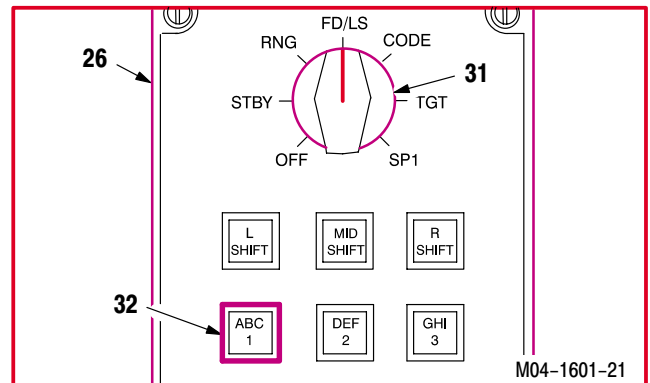 FD/LS
RNG
CODE
26
31
STBY
TGT
OFF
SP1
L
SHIFT
MID
SHIFT
R
SHIFT
32
ABC
1
DEF
2
GHI
3
M04-1601-21